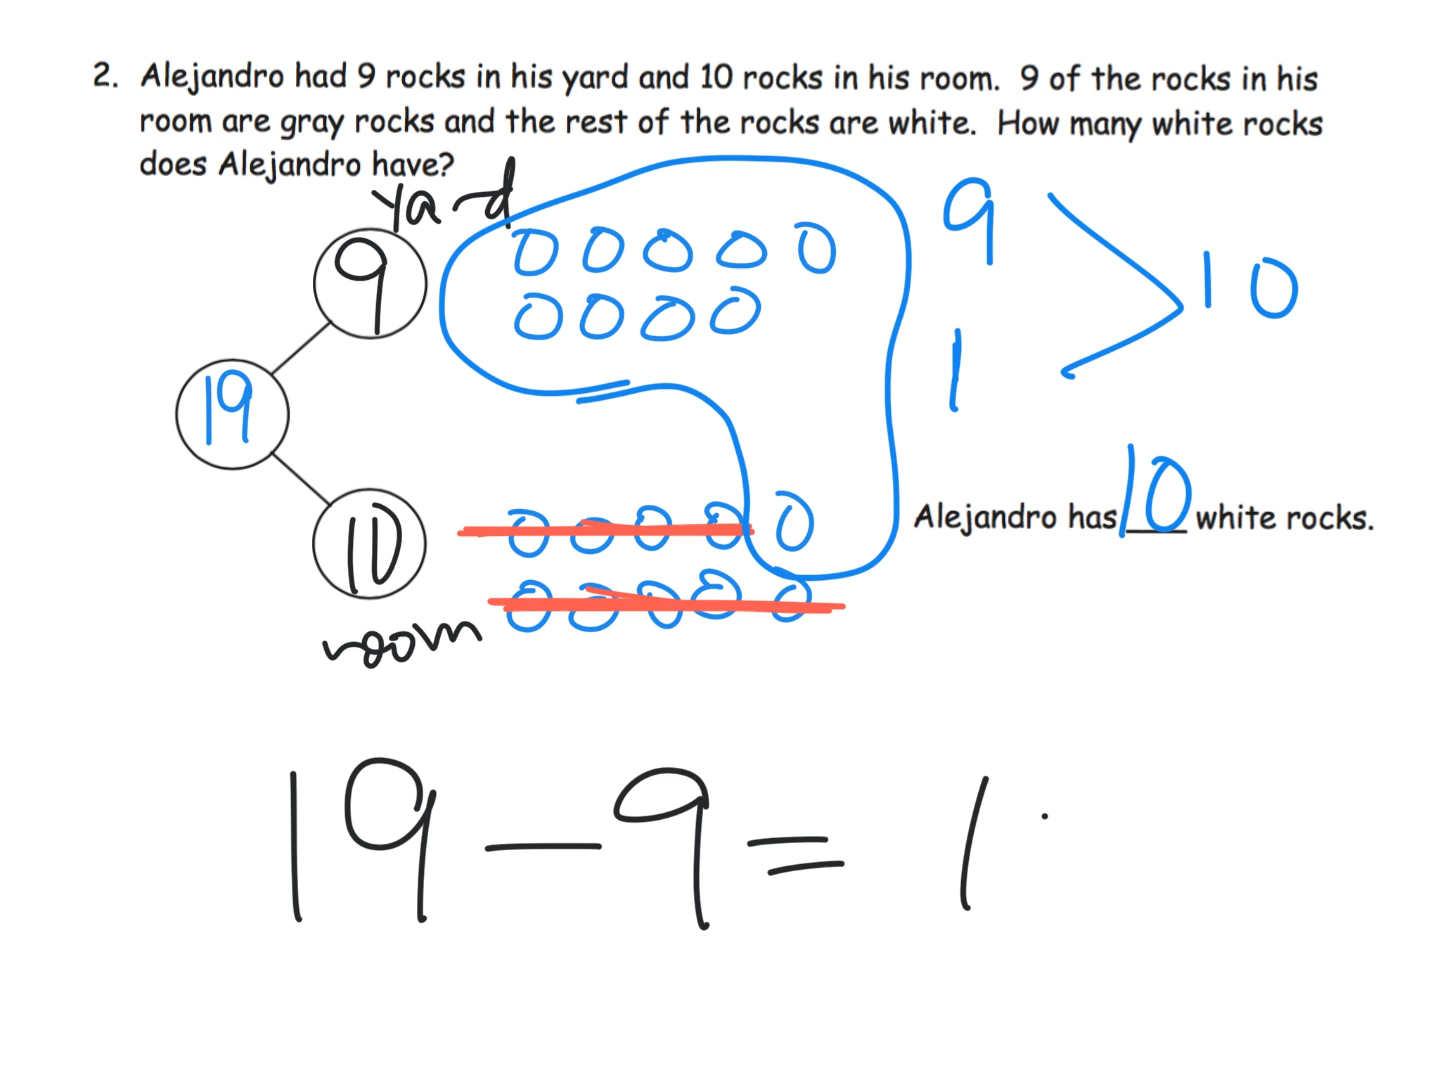 2. Alejandro had 9 rocks in his yard and 10 rocks in his room. 9 of the rocks in his
room are gray rocks and the rest of the rocks are white. How many white rocks
does Alejandro have?
yard
9
9
10
19
1
10
Alejandro has 10 white rocks.
room
19 - 9 = 1